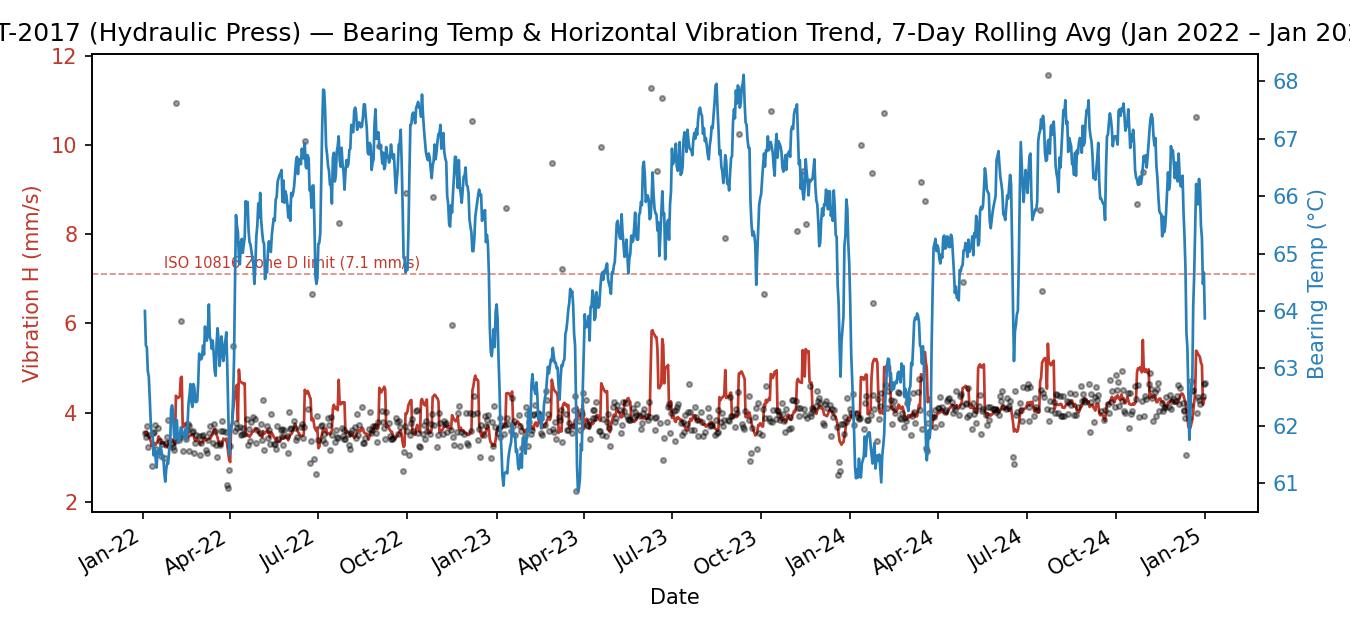 T-2017 (Hydraulic Press) — Bearing Temp & Horizontal Vibration Trend, 7-Day Rolling Avg (Jan 2022 – Jan 202
12
10
8
6
4
2
Vibration H (mm/s)
ISO 10816 Zone D limit (7.1 mm/s)
68
67
66
65
64
63
62
61
Bearing Temp (°C)
Jan-22
Apr-22
Jul-22
Oct-22
Jan-23
Apr-23
Jul-23
Oct-23
Jan-24
Apr-24
Jul-24
Oct-24
Jan-25
Date